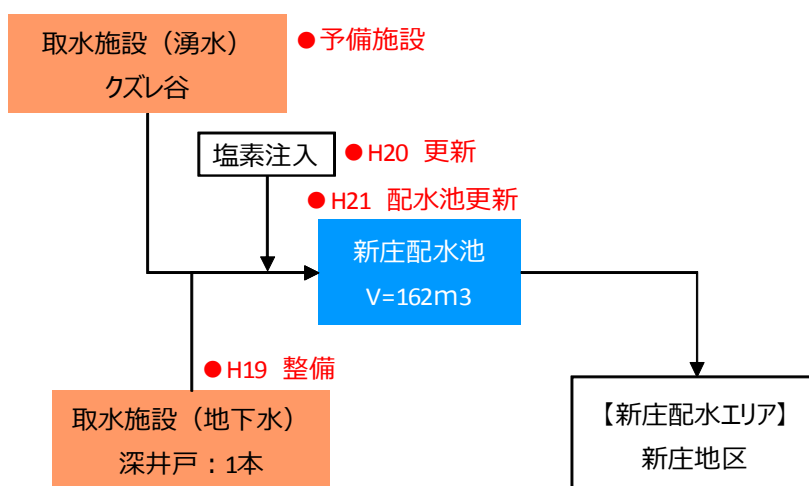 取水施設（湧水）
クズレ谷
●予備施設
塩素注入
●H20 更新
●H21 配水池更新
新庄配水池
V=162m3
●H19 整備
取水施設（地下水）
深井戸：1本
【新庄配水エリア】
新庄地区